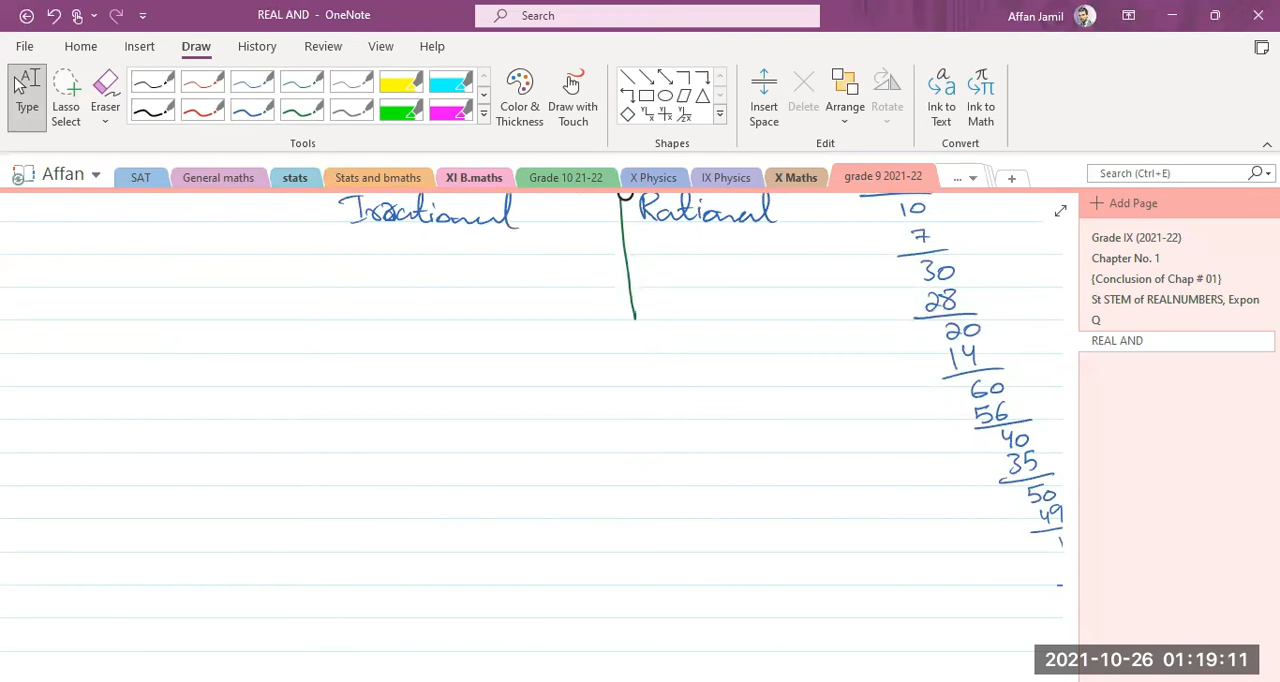 REAL AND - OneNote
Search
Affan Jamil
File Home Insert Draw History Review View Help
Type
Lasso Select
Eraser
Color & Thickness
Draw with Touch
Insert Space
Delete
Arrange
Rotate
Ink to Text
Ink to Math
Tools
Shapes
Edit
Convert
Affan
SAT
General maths
stats
Stats and bmaths
XI B.maths
Grade 10 21-22
X Physics
IX Physics
X Maths
grade 9 2021-22
...
Search (Ctrl+E)
Add Page
Grade IX (2021-22)
Chapter No. 1
{Conclusion of Chap # 01}
St STEM of REALNUMBERS, Expon
Q
REAL AND
Irrational Rational
10
7
30
28
20
14
60
56
40
35
50
49
2021-10-26 01:19:11